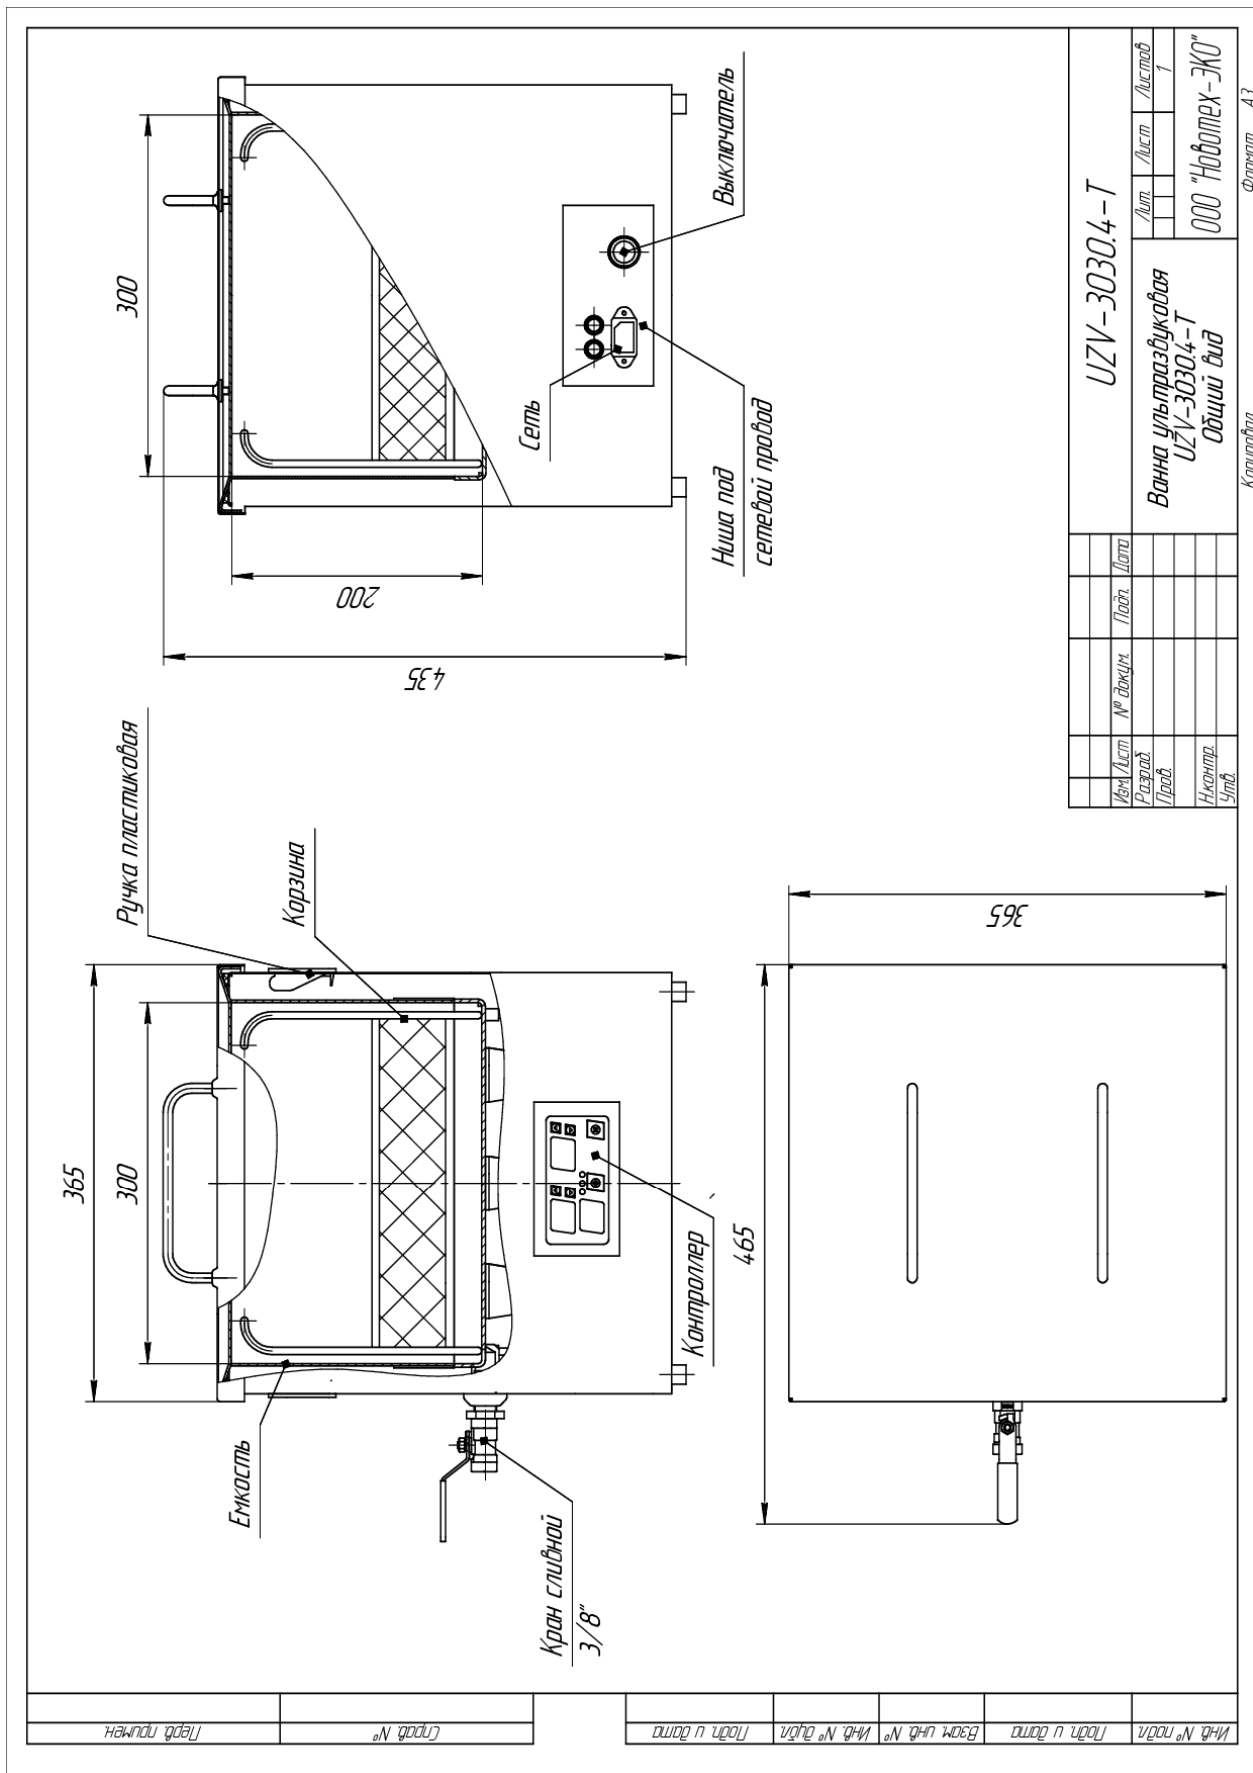 365
300
Ручка пластиковая
Корзина
Емкость
Кран сливной
3/8"
Контроллер
300
200
435
Сеть
Выключатель
Ниша под
сетевой провод
465
365
UZV-3030.4-Т
Ванна ультразвуковая
UZV-3030.4-Т
Общий вид
Лит.
Лист
Листов
1
ООО "Новотех-ЭКО"
Изм.
Лист
№ докум.
Подп.
Дата
Разраб.
Пров.
Н.контр.
Утв.
Копировал
Формат
А3
Перв. примен.
Справ. №
Подп. и дата
Инв. № дубл.
Взам. инв. №
Подп. и дата
Инв. № подл.